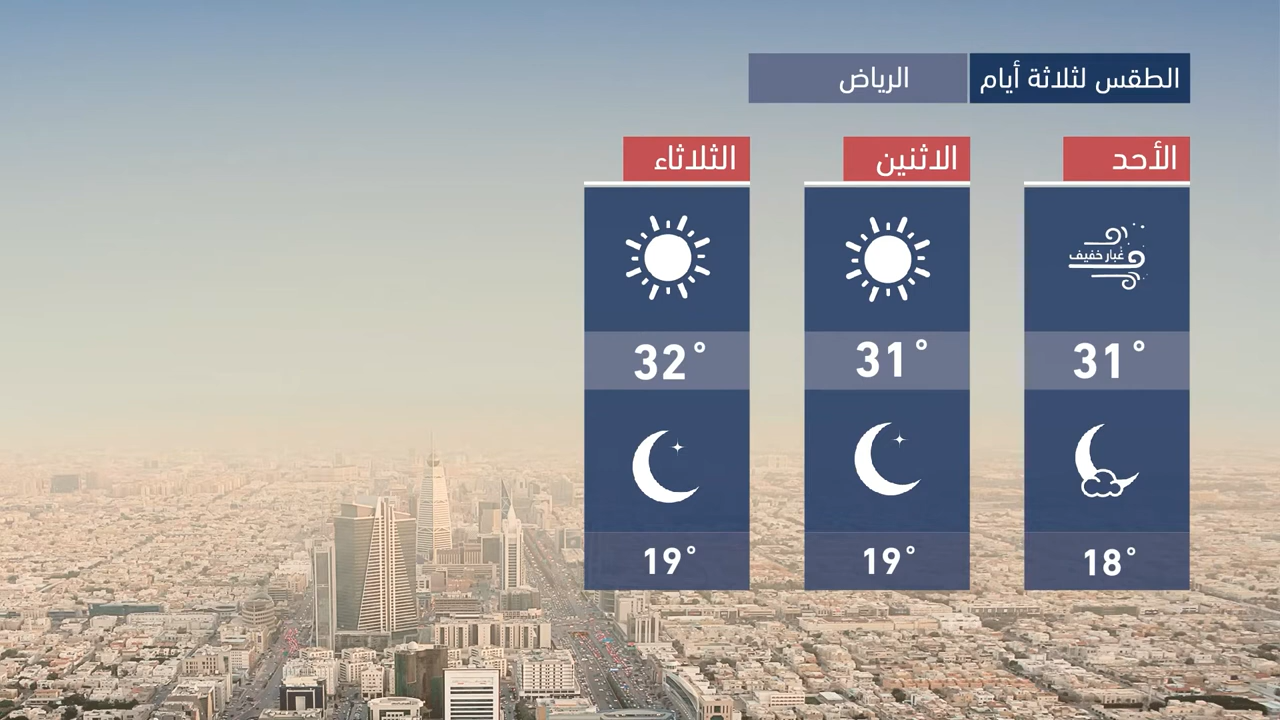 الطقس لثلاثة أيام
الرياض
الأحد
غبار خفيف
31°
18°
الاثنين
31°
19°
الثلاثاء
32°
19°